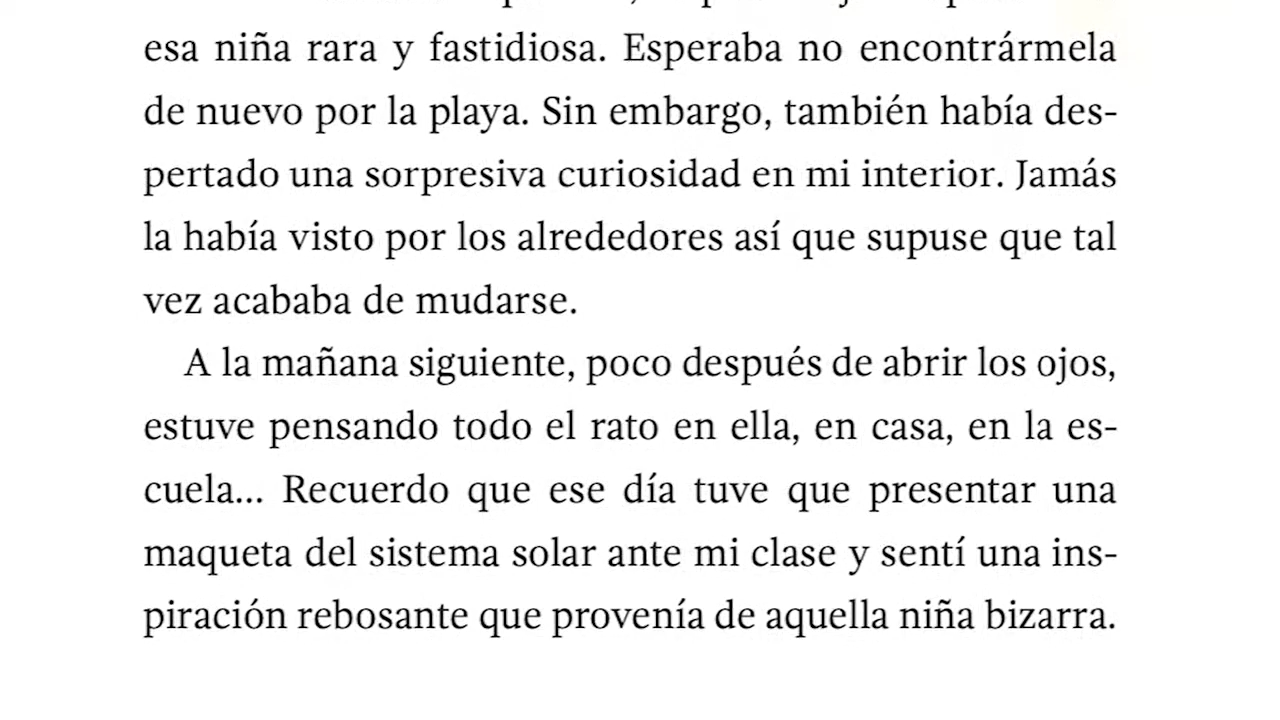 esa niña rara y fastidiosa. Esperaba no encontrármela
de nuevo por la playa. Sin embargo, también había des-
pertado una sorpresiva curiosidad en mi interior. Jamás
la había visto por los alrededores así que supuse que tal
vez acababa de mudarse.
A la mañana siguiente, poco después de abrir los ojos,
estuve pensando todo el rato en ella, en casa, en la es-
cuela... Recuerdo que ese día tuve que presentar una
maqueta del sistema solar ante mi clase y sentí una ins-
piración rebosante que provenía de aquella niña bizarra.